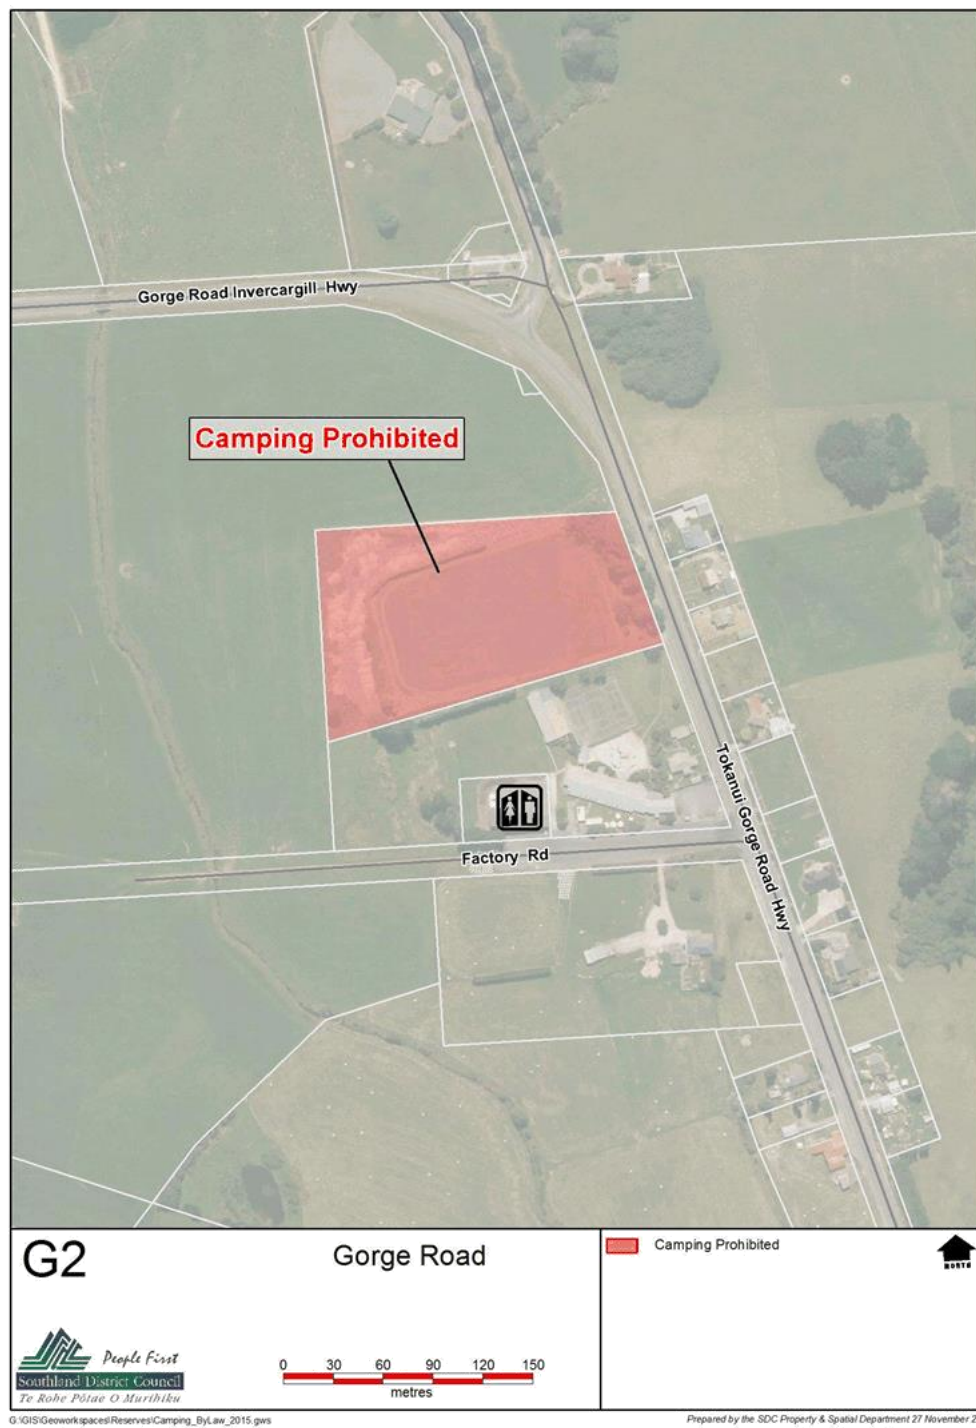 Gorge Road Invercargill Hwy
Camping Prohibited
Tokanui Gorge Road Hwy
Factory Rd
G2
Gorge Road
Camping Prohibited
NORTH
People First
Southland District Council
Te Rohe Pōtae O Murihiku
0 30 60 90 120 150
metres
G:\GIS\Geoworkspaces\Reserves\Camping_ByLaw_2015.gws
Prepared by the SDC Property & Spatial Department 27 November